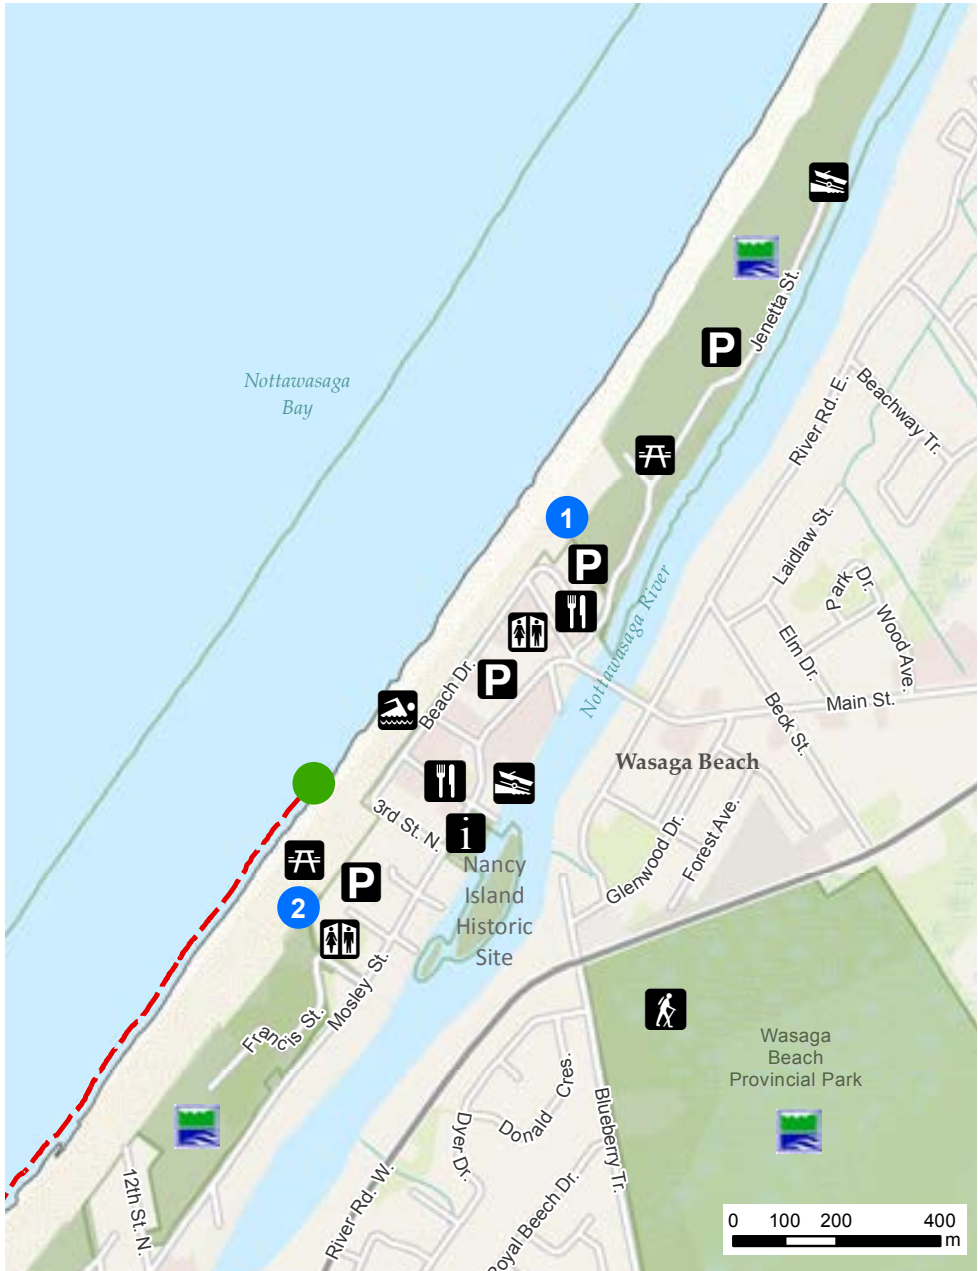 Jenetta St.
P
Nottawasaga
Bay
River Rd. E.
Beachway Tr.
1
Laidlaw St.
P
Park Dr.
Wood Ave.
Nottawasaga River
Elm Dr.
Beach Dr.
P
Main St.
Beck St.
Wasaga Beach
3rd St. N.
i
Glenwood Dr.
Forest Ave.
Nancy
Island
Historic
Site
P
2
Mosley St.
Francis St.
Wasaga
Beach
Provincial Park
Donald Cres.
Dyer Dr.
Blueberry Tr.
12th St. N.
River Rd. W.
Royal Beech Dr.
0 100 200 400
m